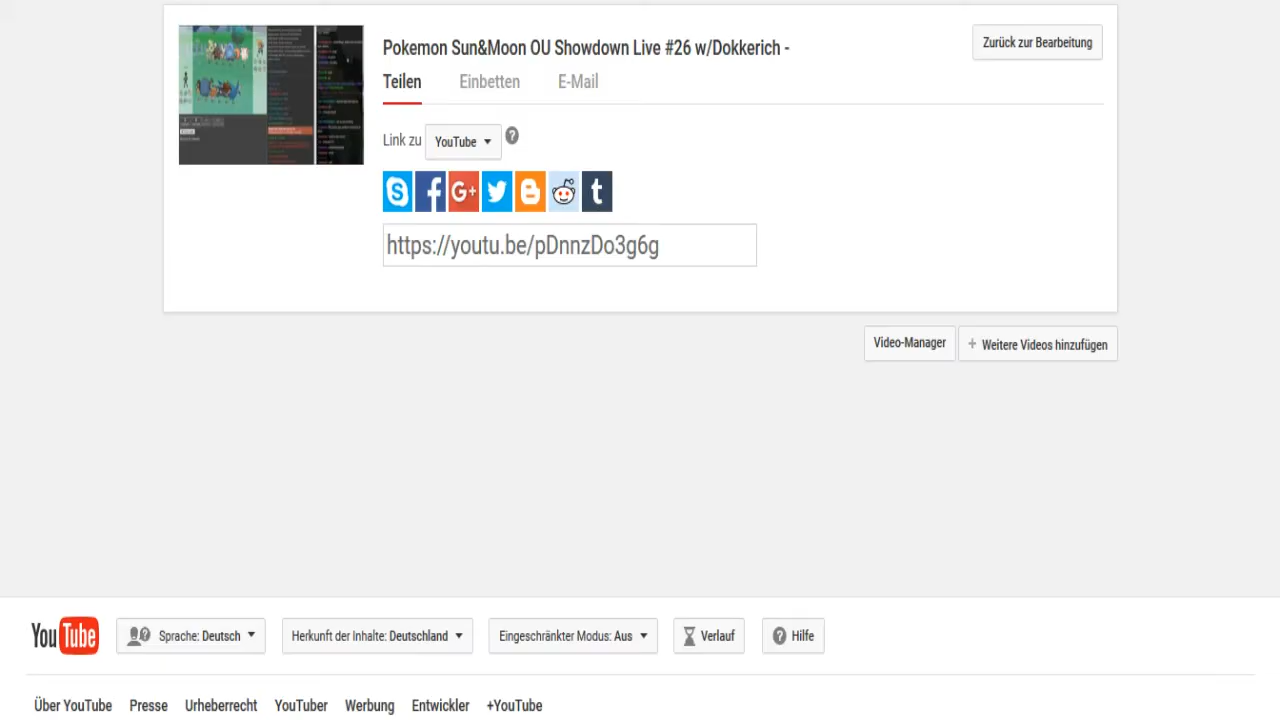 Pokemon Sun&Moon OU Showdown Live #26 w/Dokkerich -
Zurück zur Bearbeitung
Teilen Einbetten E-Mail
Link zu YouTube
https://youtu.be/pDnnzDo3g6g
Video-Manager
+ Weitere Videos hinzufügen
YouTube
Sprache: Deutsch
Herkunft der Inhalte: Deutschland
Eingeschränkter Modus: Aus
Verlauf
Hilfe
Über YouTube Presse Urheberrecht YouTuber Werbung Entwickler +YouTube